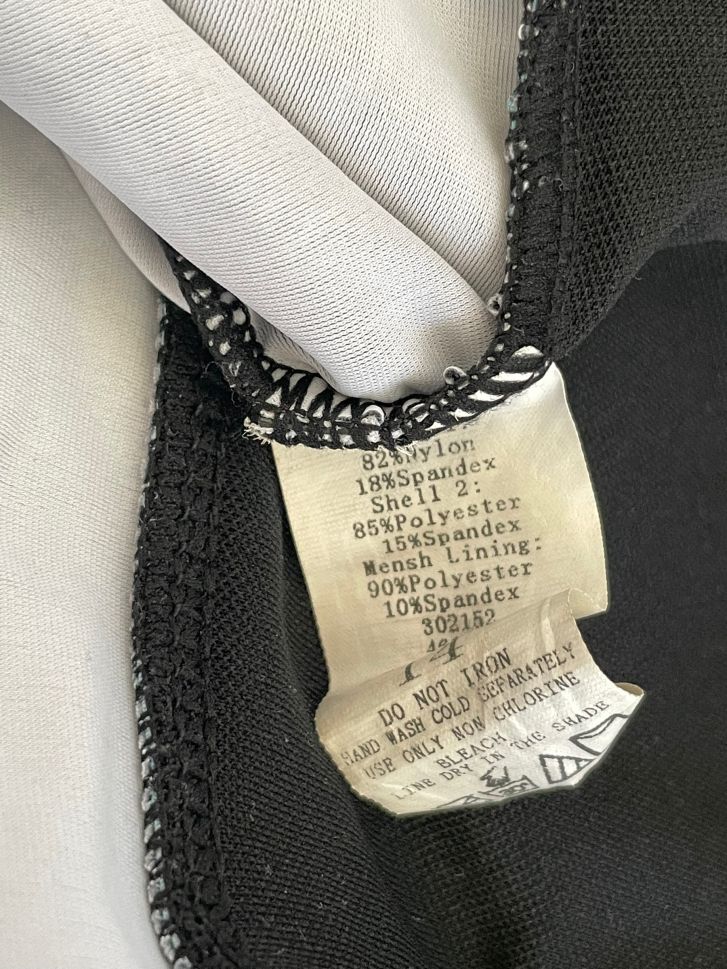 82%Nylon
18%Spandex
Shell 2:
85%Polyester
15%Spandex
Mensh Lining:
90%Polyester
10%Spandex
302152
14
DO NOT IRON
HAND WASH COLD SEPARATELY
USE ONLY NON CHLORINE
BLEACH
LINE DRY IN THE SHADE